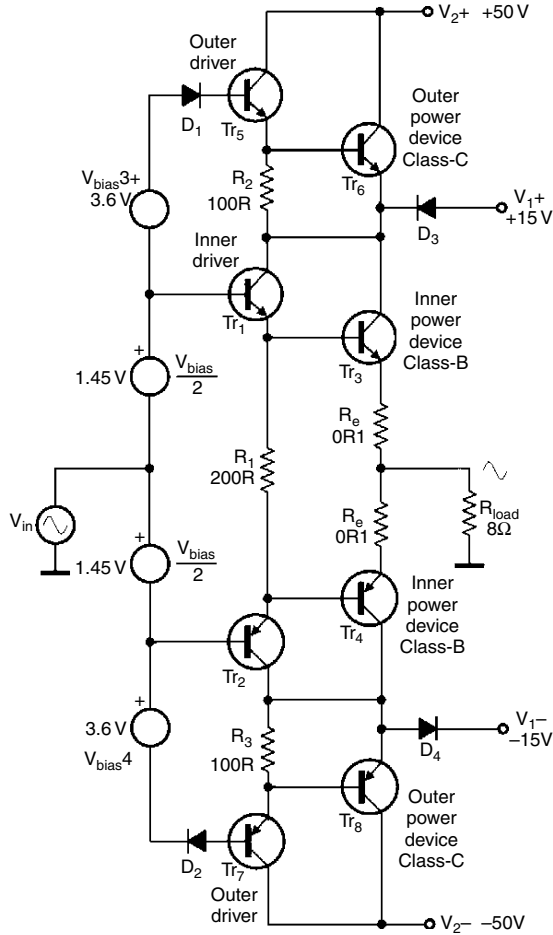 V2+ +50 V
Outer
driver
D1
Tr5
Outer
power
device
Class-C
Tr6
Vbias3+
3.6 V
R2
100R
V1+
+15 V
D3
Inner
driver
Tr1
Inner
power
device
Class-B
Tr3
+
1.45 V
Vbias
2
Re
0R1
R1
200R
Vin
Rload
8Ω
Re
0R1
+
1.45 V
Vbias
2
Tr2
Tr4
Inner
power
device
Class-B
+
3.6 V
Vbias4
R3
100R
V1–
–15V
D4
Tr8
Outer
power
device
Class-C
D2
Tr7
Outer
driver
V2– –50V